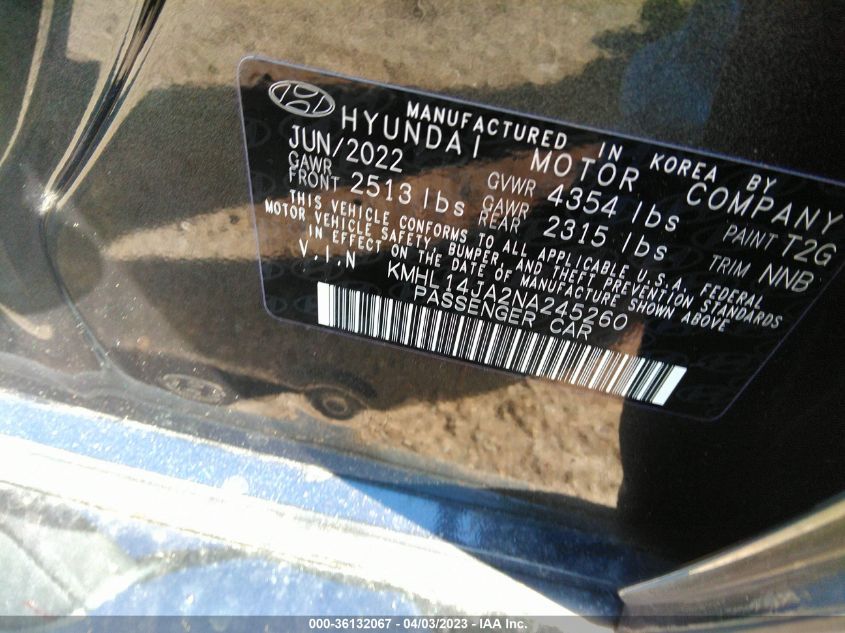 MANUFACTURED IN KOREA BY
HYUNDAI MOTOR COMPANY
JUN/2022 GVWR 4354 lbs PAINT T2G
GAWR FRONT 2513 lbs GAWR REAR 2315 lbs TRIM NNB
THIS VEHICLE CONFORMS TO ALL APPLICABLE U.S.A. FEDERAL
MOTOR VEHICLE SAFETY, BUMPER, AND THEFT PREVENTION STANDARDS
IN EFFECT ON THE DATE OF MANUFACTURE SHOWN ABOVE
V.I.N KMHL14JA2NA245260
PASSENGER CAR
000-36132067 - 04/03/2023 - IAA Inc.